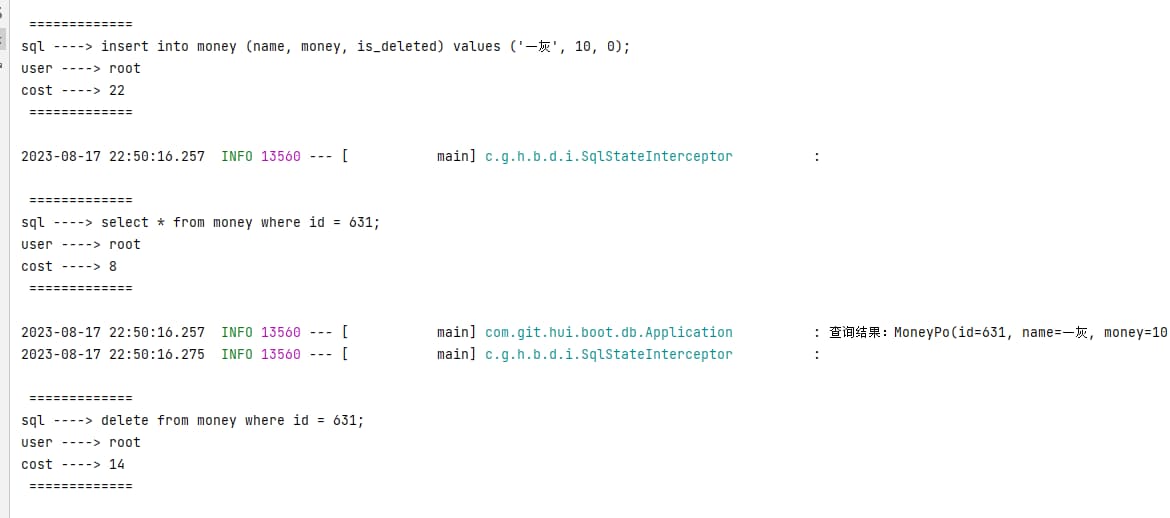 =============
sql ----> insert into money (name, money, is_deleted) values ('一灰', 10, 0);
user ----> root
cost ----> 22
=============
2023-08-17 22:50:16.257  INFO 13560 --- [           main] c.g.h.b.d.i.SqlStateInterceptor          :
=============
sql ----> select * from money where id = 631;
user ----> root
cost ----> 8
=============
2023-08-17 22:50:16.257  INFO 13560 --- [           main] com.git.hui.boot.db.Application          : 查询结果：MoneyPo(id=631, name=一灰, money=10
2023-08-17 22:50:16.275  INFO 13560 --- [           main] c.g.h.b.d.i.SqlStateInterceptor          :
=============
sql ----> delete from money where id = 631;
user ----> root
cost ----> 14
=============